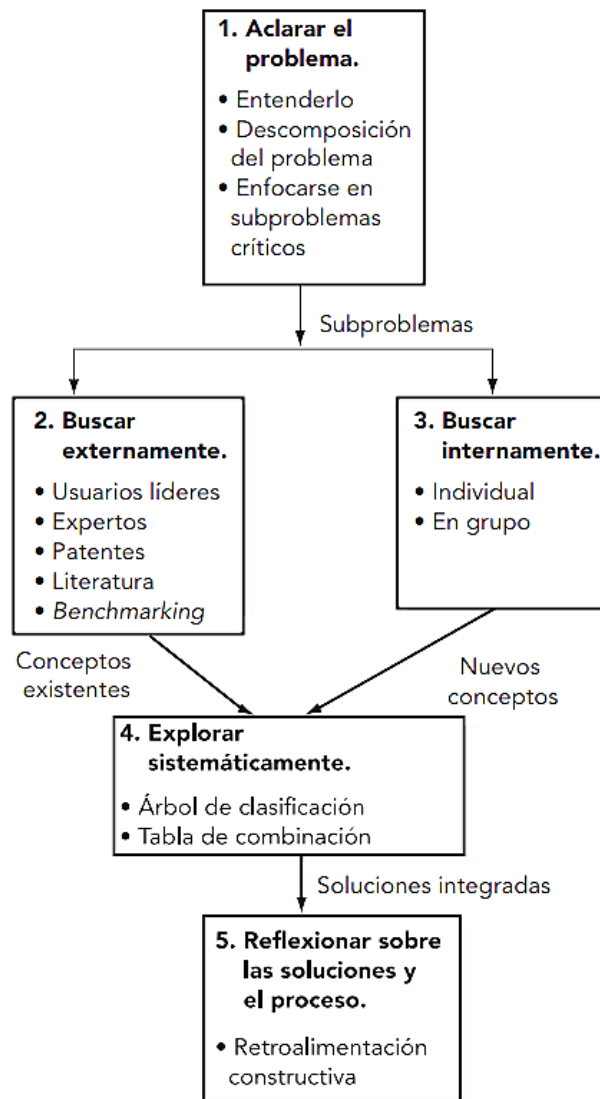 1. Aclarar el
problema.
• Entenderlo
• Descomposición
del problema
• Enfocarse en
subproblemas
críticos
Subproblemas
2. Buscar
externamente.
• Usuarios líderes
• Expertos
• Patentes
• Literatura
• Benchmarking
3. Buscar
internamente.
• Individual
• En grupo
Conceptos
existentes
Nuevos
conceptos
4. Explorar
sistemáticamente.
• Árbol de clasificación
• Tabla de combinación
Soluciones integradas
5. Reflexionar sobre
las soluciones y
el proceso.
• Retroalimentación
constructiva